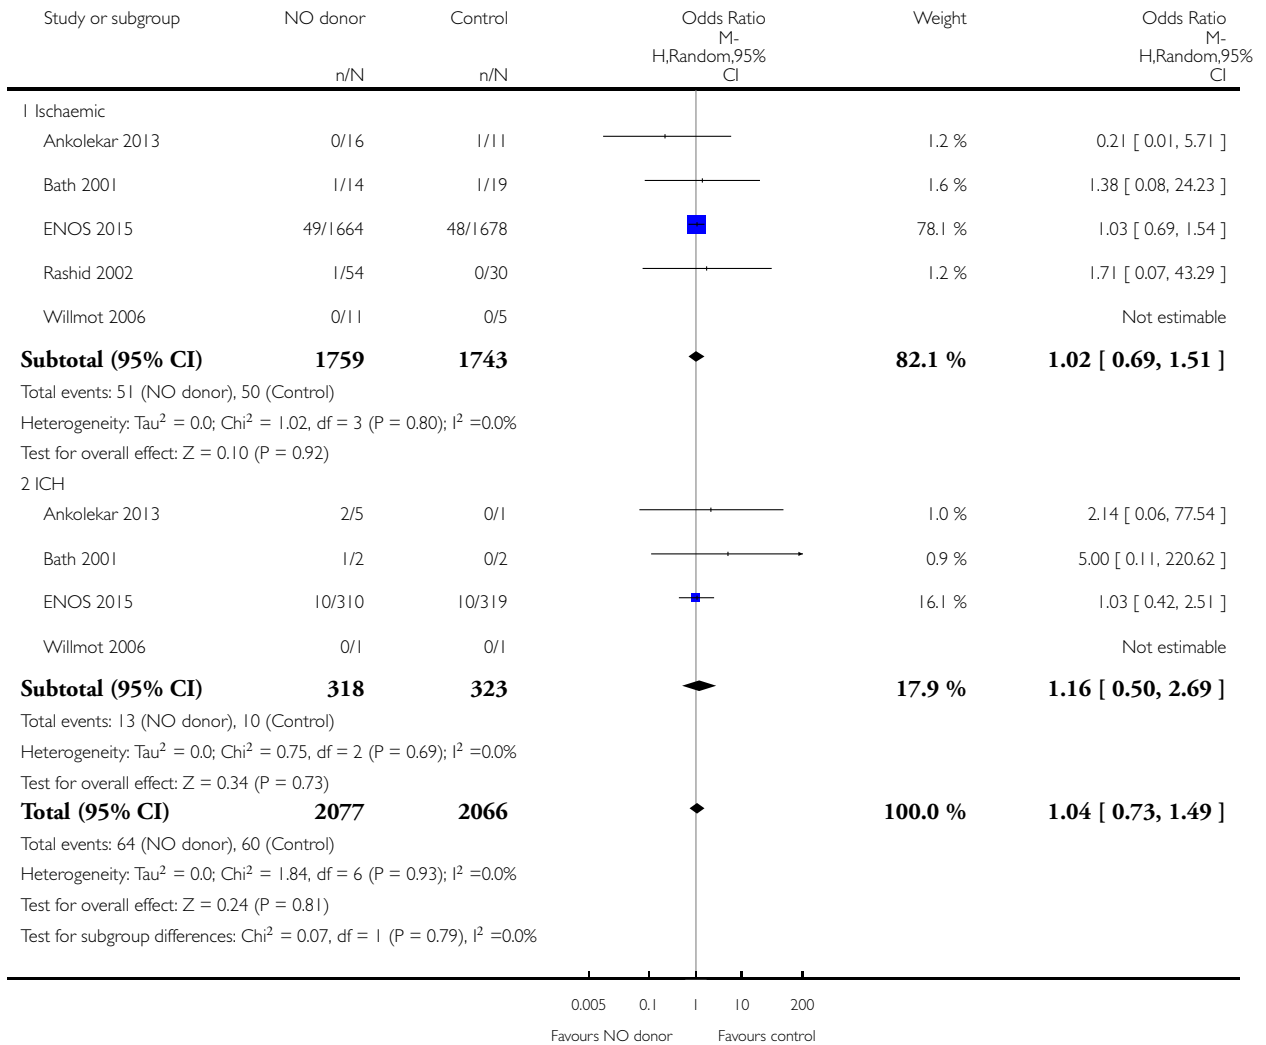 Study or subgroup NO donor Control Odds Ratio Weight Odds Ratio
M- M-
H,Random,95% H,Random,95%
n/N n/N CI CI
1 Ischaemic
Ankolekar 2013 0/16 1/11 1.2 % 0.21 [ 0.01, 5.71 ]
Bath 2001 1/14 1/19 1.6 % 1.38 [ 0.08, 24.23 ]
ENOS 2015 49/1664 48/1678 78.1 % 1.03 [ 0.69, 1.54 ]
Rashid 2002 1/54 0/30 1.2 % 1.71 [ 0.07, 43.29 ]
Willmot 2006 0/11 0/5 Not estimable
Subtotal (95% CI) 1759 1743 82.1 % 1.02 [ 0.69, 1.51 ]
Total events: 51 (NO donor), 50 (Control)
Heterogeneity: Tau² = 0.0; Chi² = 1.02, df = 3 (P = 0.80); I² =0.0%
Test for overall effect: Z = 0.10 (P = 0.92)
2 ICH
Ankolekar 2013 2/5 0/1 1.0 % 2.14 [ 0.06, 77.54 ]
Bath 2001 1/2 0/2 0.9 % 5.00 [ 0.11, 220.62 ]
ENOS 2015 10/310 10/319 16.1 % 1.03 [ 0.42, 2.51 ]
Willmot 2006 0/1 0/1 Not estimable
Subtotal (95% CI) 318 323 17.9 % 1.16 [ 0.50, 2.69 ]
Total events: 13 (NO donor), 10 (Control)
Heterogeneity: Tau² = 0.0; Chi² = 0.75, df = 2 (P = 0.69); I² =0.0%
Test for overall effect: Z = 0.34 (P = 0.73)
Total (95% CI) 2077 2066 100.0 % 1.04 [ 0.73, 1.49 ]
Total events: 64 (NO donor), 60 (Control)
Heterogeneity: Tau² = 0.0; Chi² = 1.84, df = 6 (P = 0.93); I² =0.0%
Test for overall effect: Z = 0.24 (P = 0.81)
Test for subgroup differences: Chi² = 0.07, df = 1 (P = 0.79), I² =0.0%
0.005 0.1 1 10 200
Favours NO donor Favours control